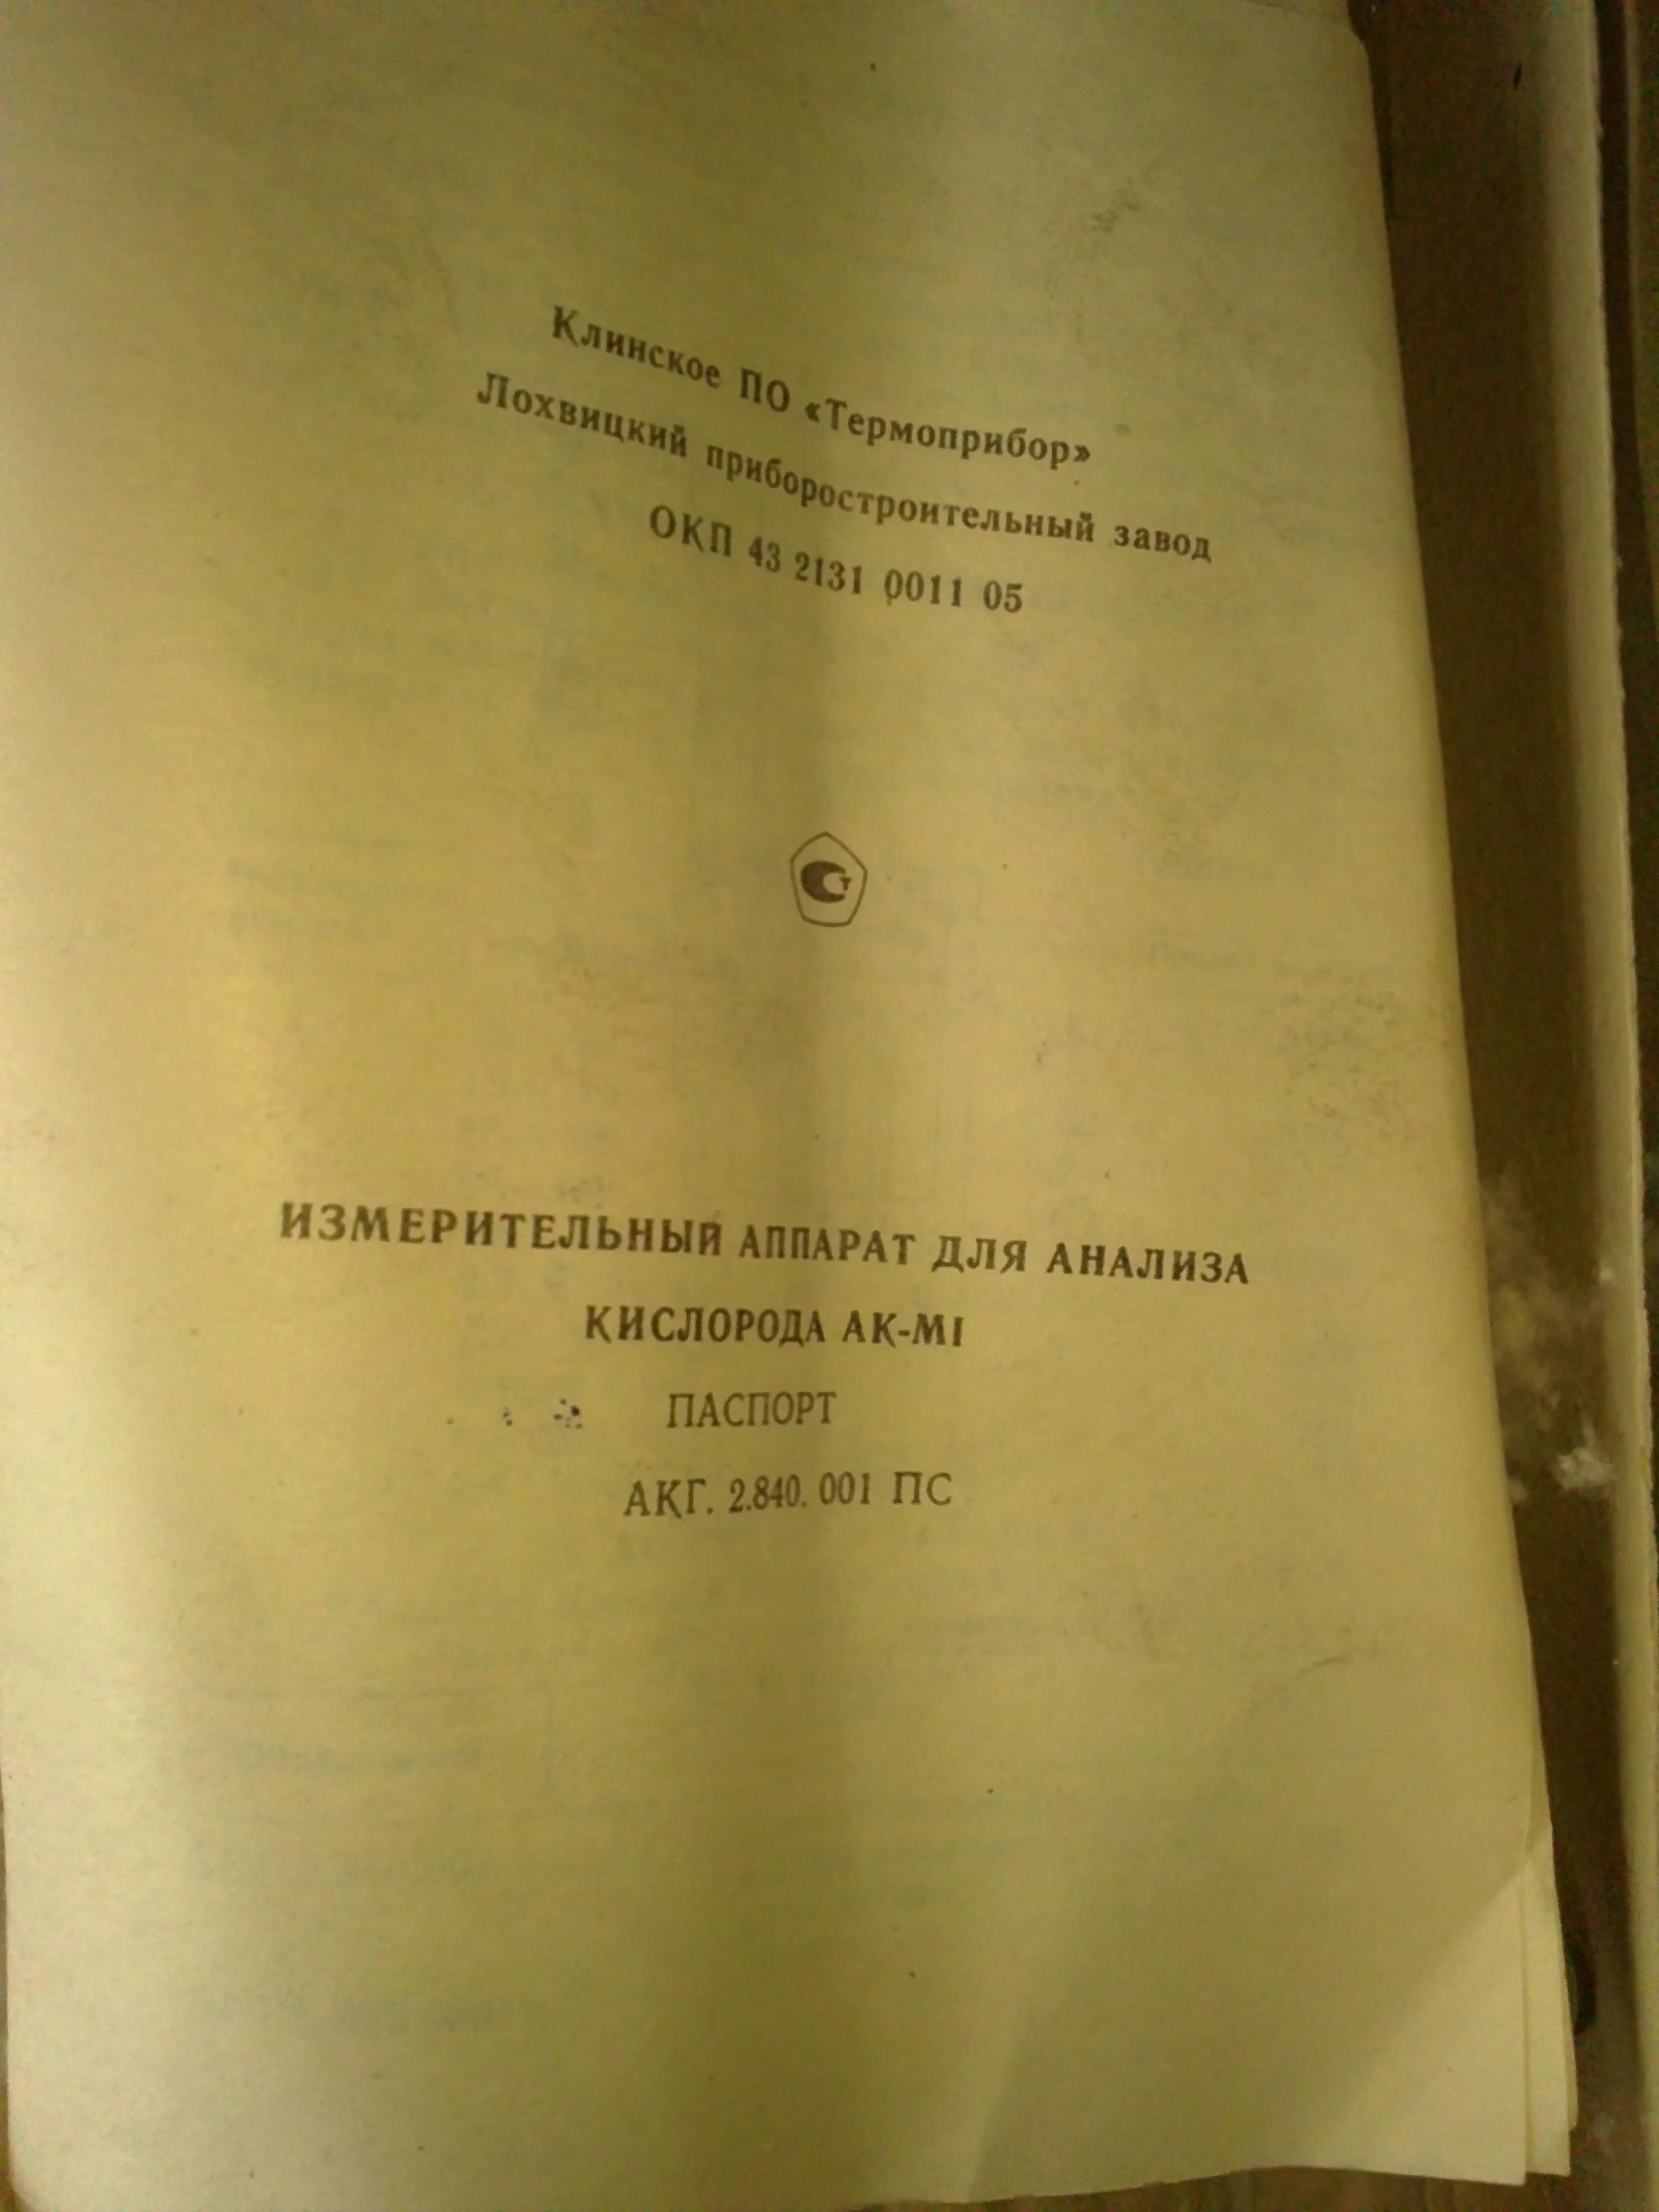 Клинское ПО «Термоприбор»
Лохвицкий приборостроительный завод
ОКП 43 2131 0011 05
ИЗМЕРИТЕЛЬНЫЙ АППАРАТ ДЛЯ АНАЛИЗА
КИСЛОРОДА АК-М1
ПАСПОРТ
АКГ. 2.840. 001 ПС